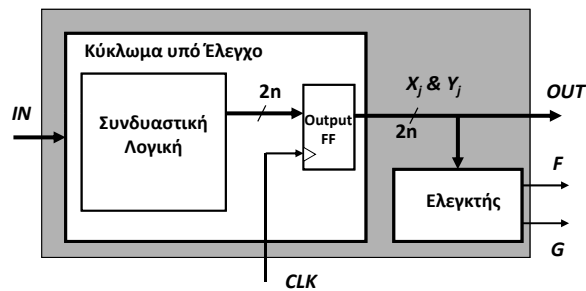 Κύκλωμα υπό Έλεγχο
IN
Συνδυαστική
Λογική
2n
Output
FF
Xj & Yj
2n
OUT
Ελεγκτής
F
G
CLK